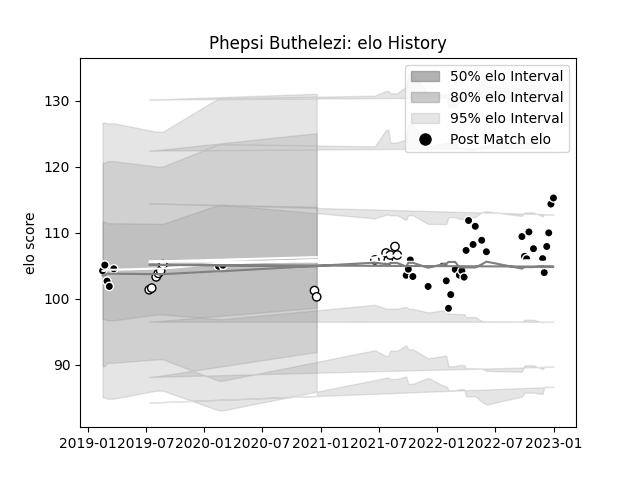 Phepsi Buthelezi: elo History
50% elo Interval
80% elo Interval
95% elo Interval
Post Match elo
elo score
130
120
110
100
90
2019-01 2019-07 2020-01 2020-07 2021-01 2021-07 2022-01 2022-07 2023-01